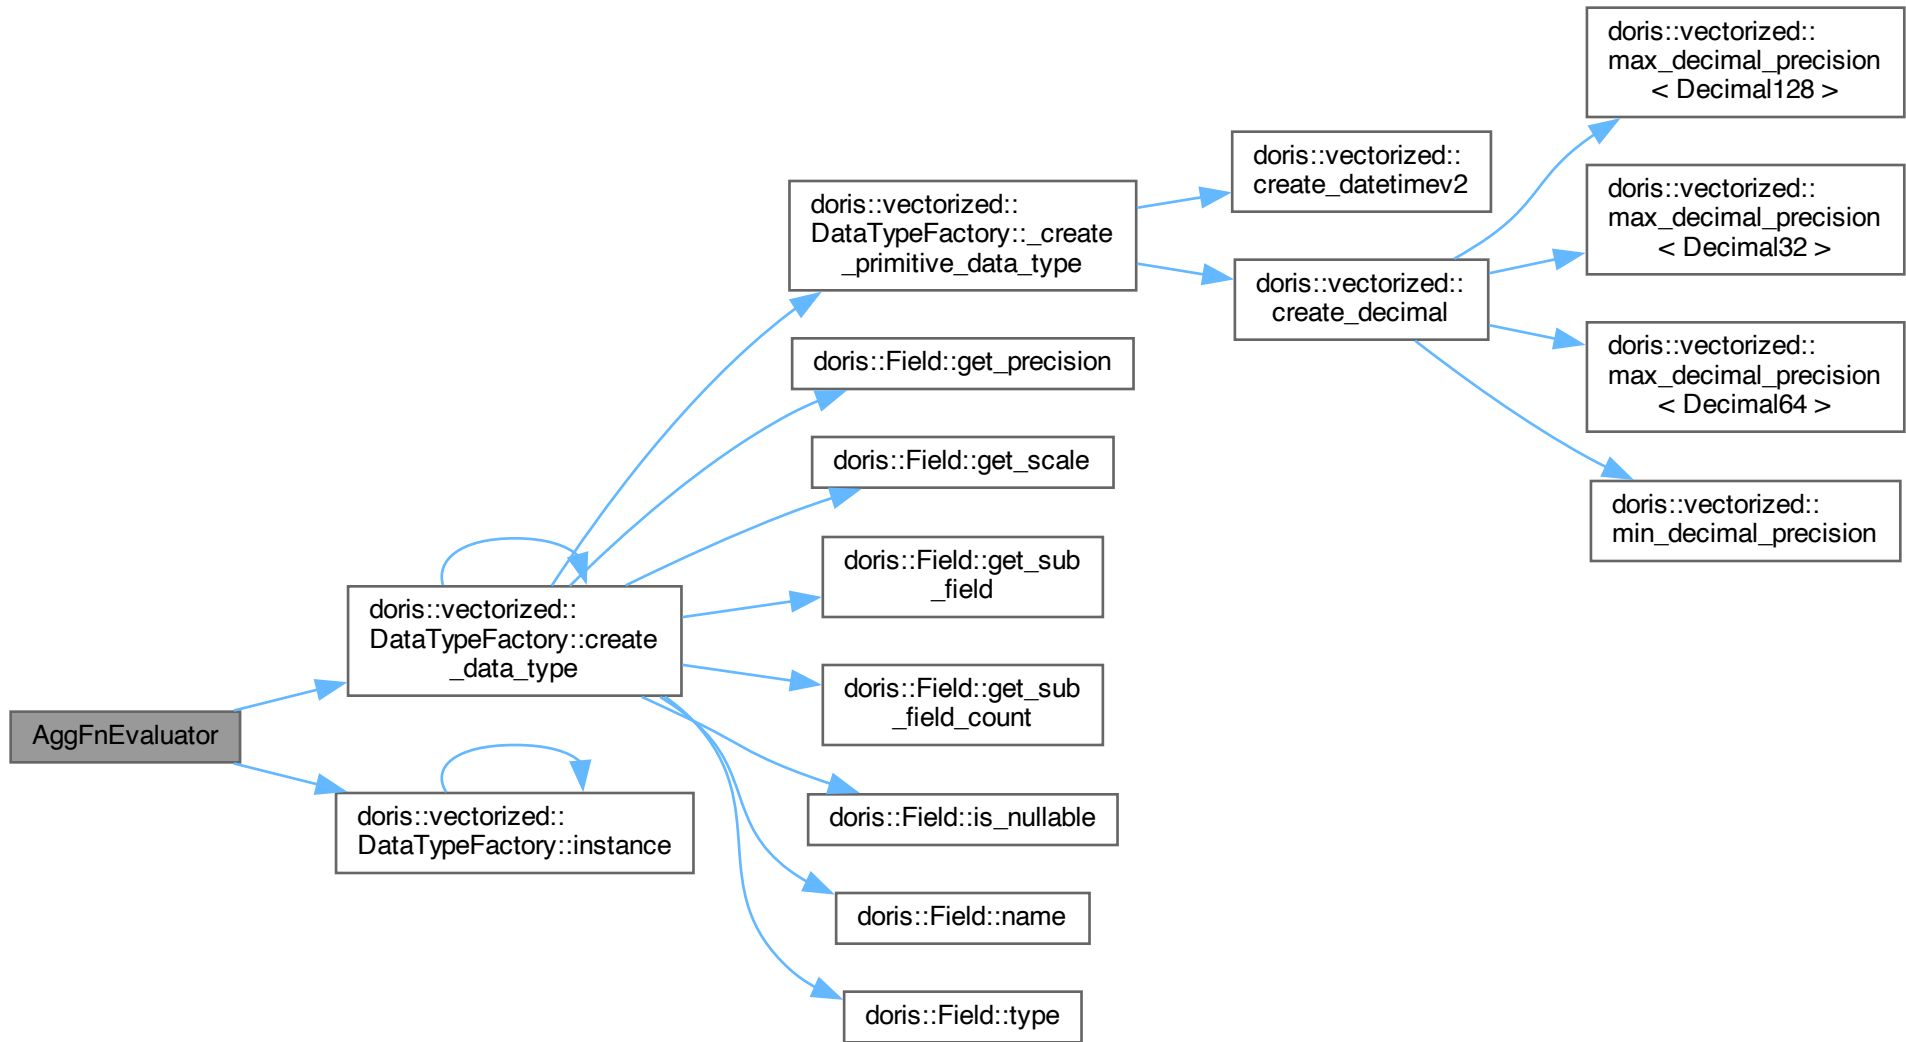 AggFnEvaluator
doris::vectorized::
DataTypeFactory::create
_data_type
doris::vectorized::
DataTypeFactory::instance
doris::vectorized::
DataTypeFactory::_create
_primitive_data_type
doris::Field::get_precision
doris::Field::get_scale
doris::Field::get_sub
_field
doris::Field::get_sub
_field_count
doris::Field::is_nullable
doris::Field::name
doris::Field::type
doris::vectorized::
create_datetimev2
doris::vectorized::
create_decimal
doris::vectorized::
max_decimal_precision
< Decimal128 >
doris::vectorized::
max_decimal_precision
< Decimal32 >
doris::vectorized::
max_decimal_precision
< Decimal64 >
doris::vectorized::
min_decimal_precision